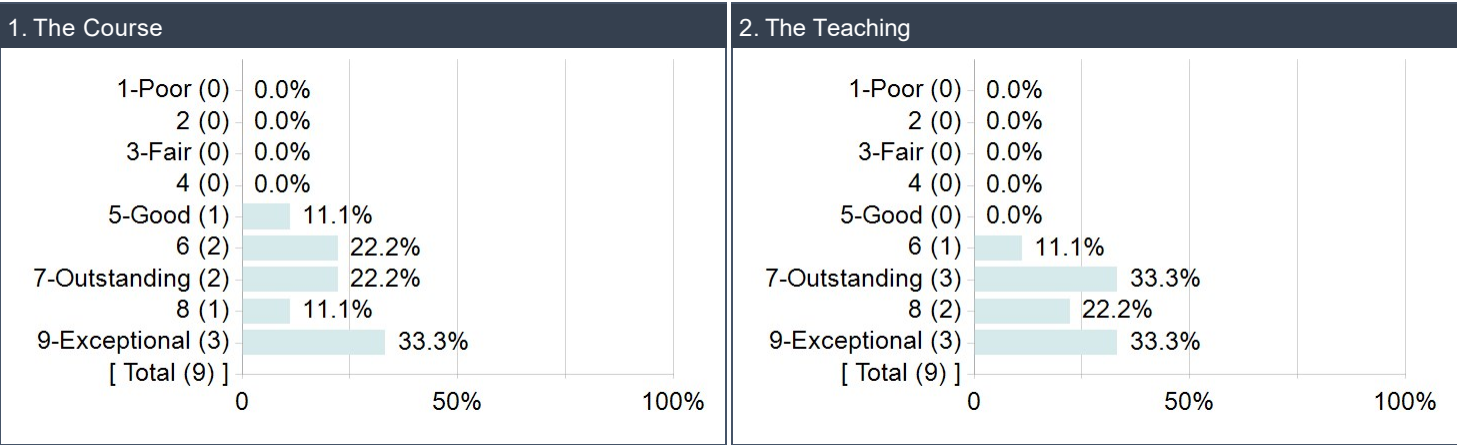 1. The Course
1-Poor (0) 0.0%
2 (0) 0.0%
3-Fair (0) 0.0%
4 (0) 0.0%
5-Good (1) 11.1%
6 (2) 22.2%
7-Outstanding (2) 22.2%
8 (1) 11.1%
9-Exceptional (3) 33.3%
[ Total (9) ]
0 50% 100%
2. The Teaching
1-Poor (0) 0.0%
2 (0) 0.0%
3-Fair (0) 0.0%
4 (0) 0.0%
5-Good (0) 0.0%
6 (1) 11.1%
7-Outstanding (3) 33.3%
8 (2) 22.2%
9-Exceptional (3) 33.3%
[ Total (9) ]
0 50% 100%